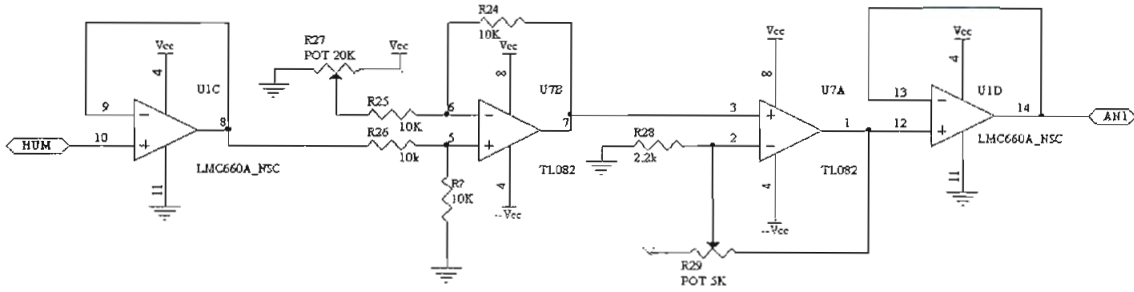 HUM
10
9
Vcc
4
U1C
8
LMC660A_NSC
11
R27
POT 20K
Vcc
R25
10K
R26
10k
R?
10K
R24
10K
Vcc
8
U7B
6
5
7
4
TL082
--Vcc
R28
2.2k
3
2
Vcc
8
U7A
1
4
TL082
--Vcc
R29
POT 5K
13
12
Vcc
4
U1D
14
LMC660A_NSC
11
AN1